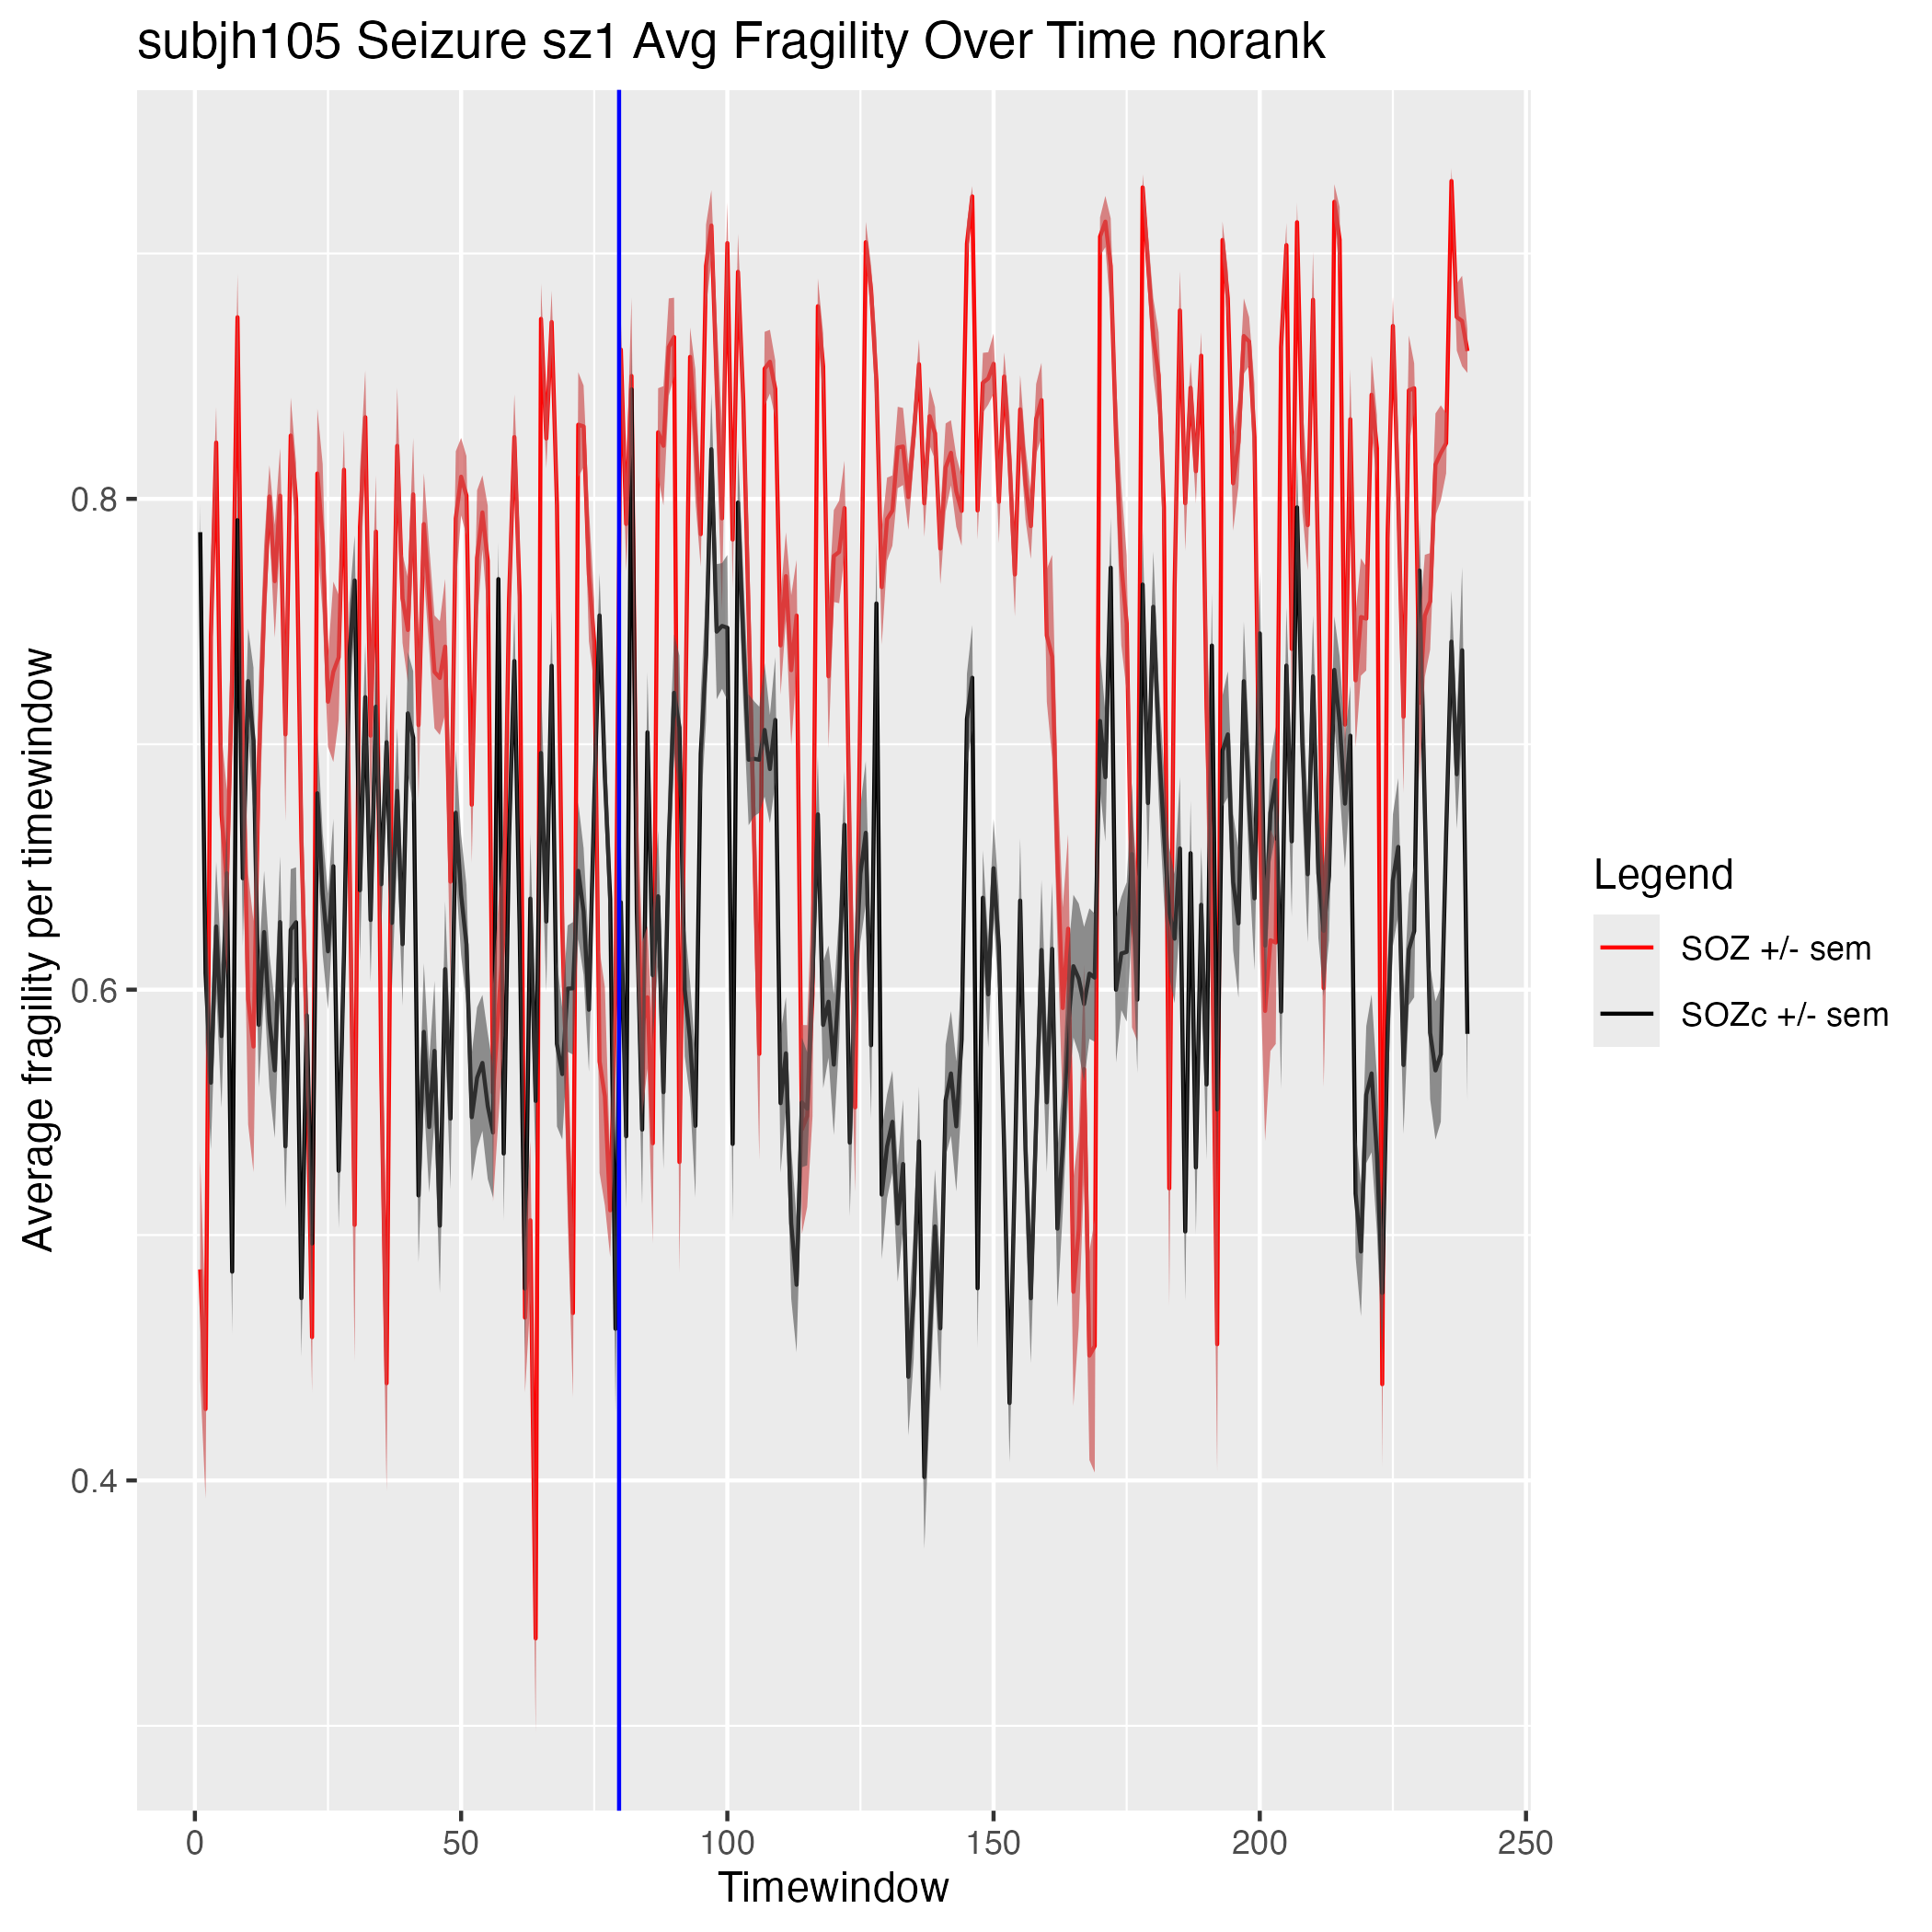 subjh105 Seizure sz1 Avg Fragility Over Time norank
Average fragility per timewindow
0.8
0.6
0.4
0
50
100
150
200
250
Timewindow
Legend
SOZ +/- sem
SOZc +/- sem